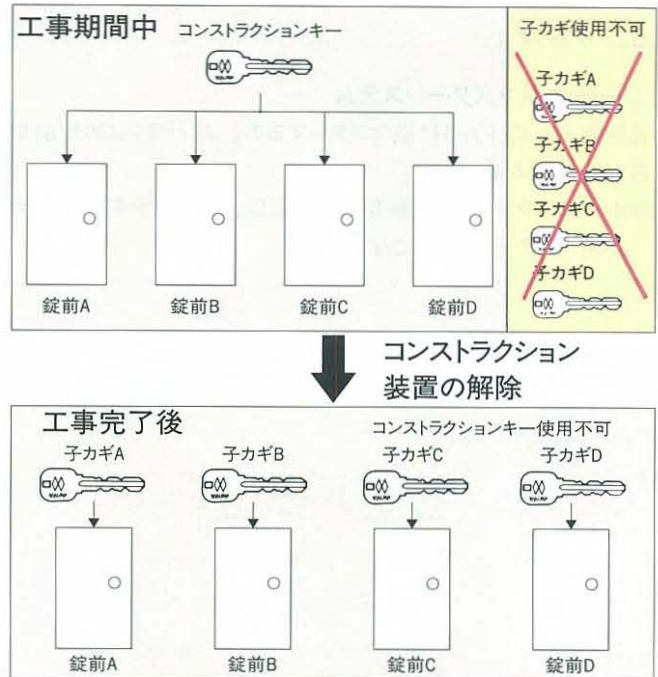 工事期間中
コンストラクションキー
錠前A
錠前B
錠前C
錠前D
子カギ使用不可
子カギA
子カギB
子カギC
子カギD
コンストラクション
装置の解除
工事完了後
コンストラクションキー使用不可
子カギA
子カギB
子カギC
子カギD
錠前A
錠前B
錠前C
錠前D